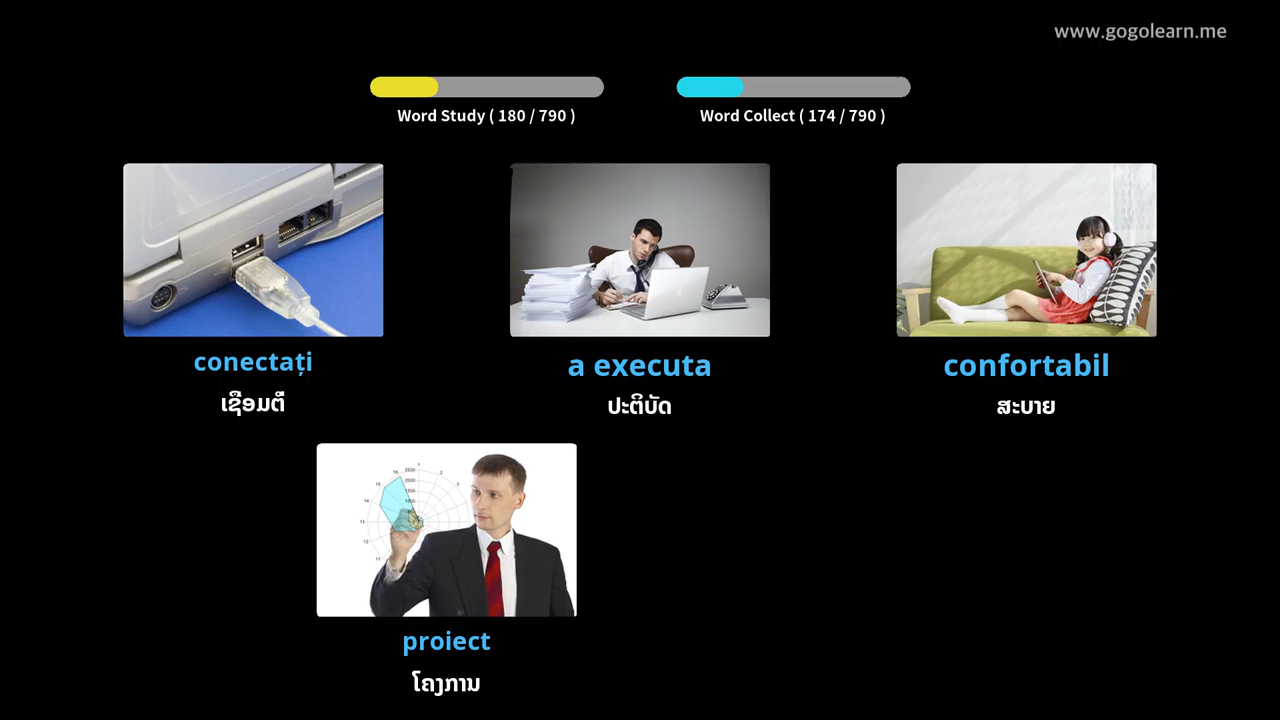 www.gogolearn.me
Word Study ( 180 / 790 )
Word Collect ( 174 / 790 )
conectați
ເຊື່ອມຕໍ່
a executa
ປະຕິບັດ
confortabil
ສະບາຍ
proiect
ໂຄງການ